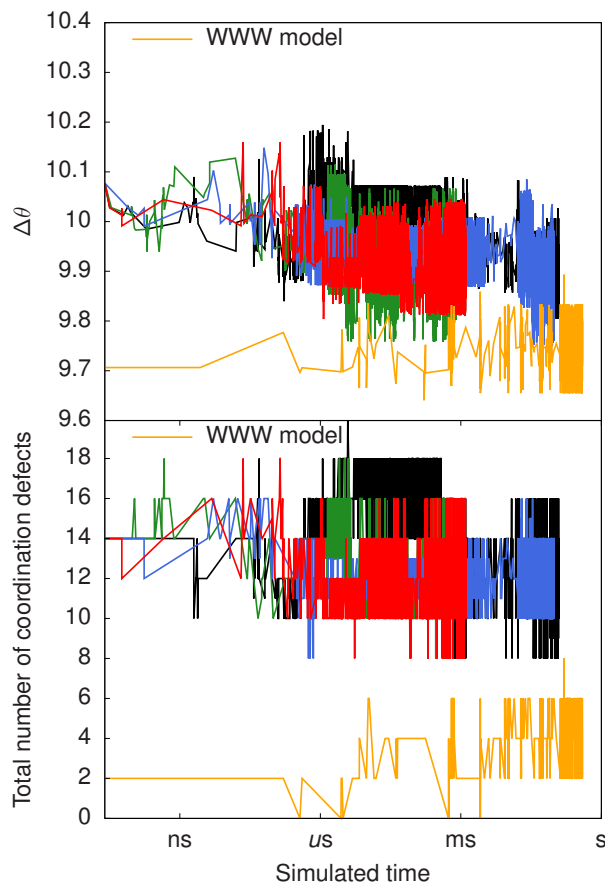 10.4
10.3
10.2
10.1
10
9.9
9.8
9.7
9.6
Δθ
WWW model
18
16
14
12
10
8
6
4
2
0
Total number of coordination defects
WWW model
ns
us
ms
s
Simulated time